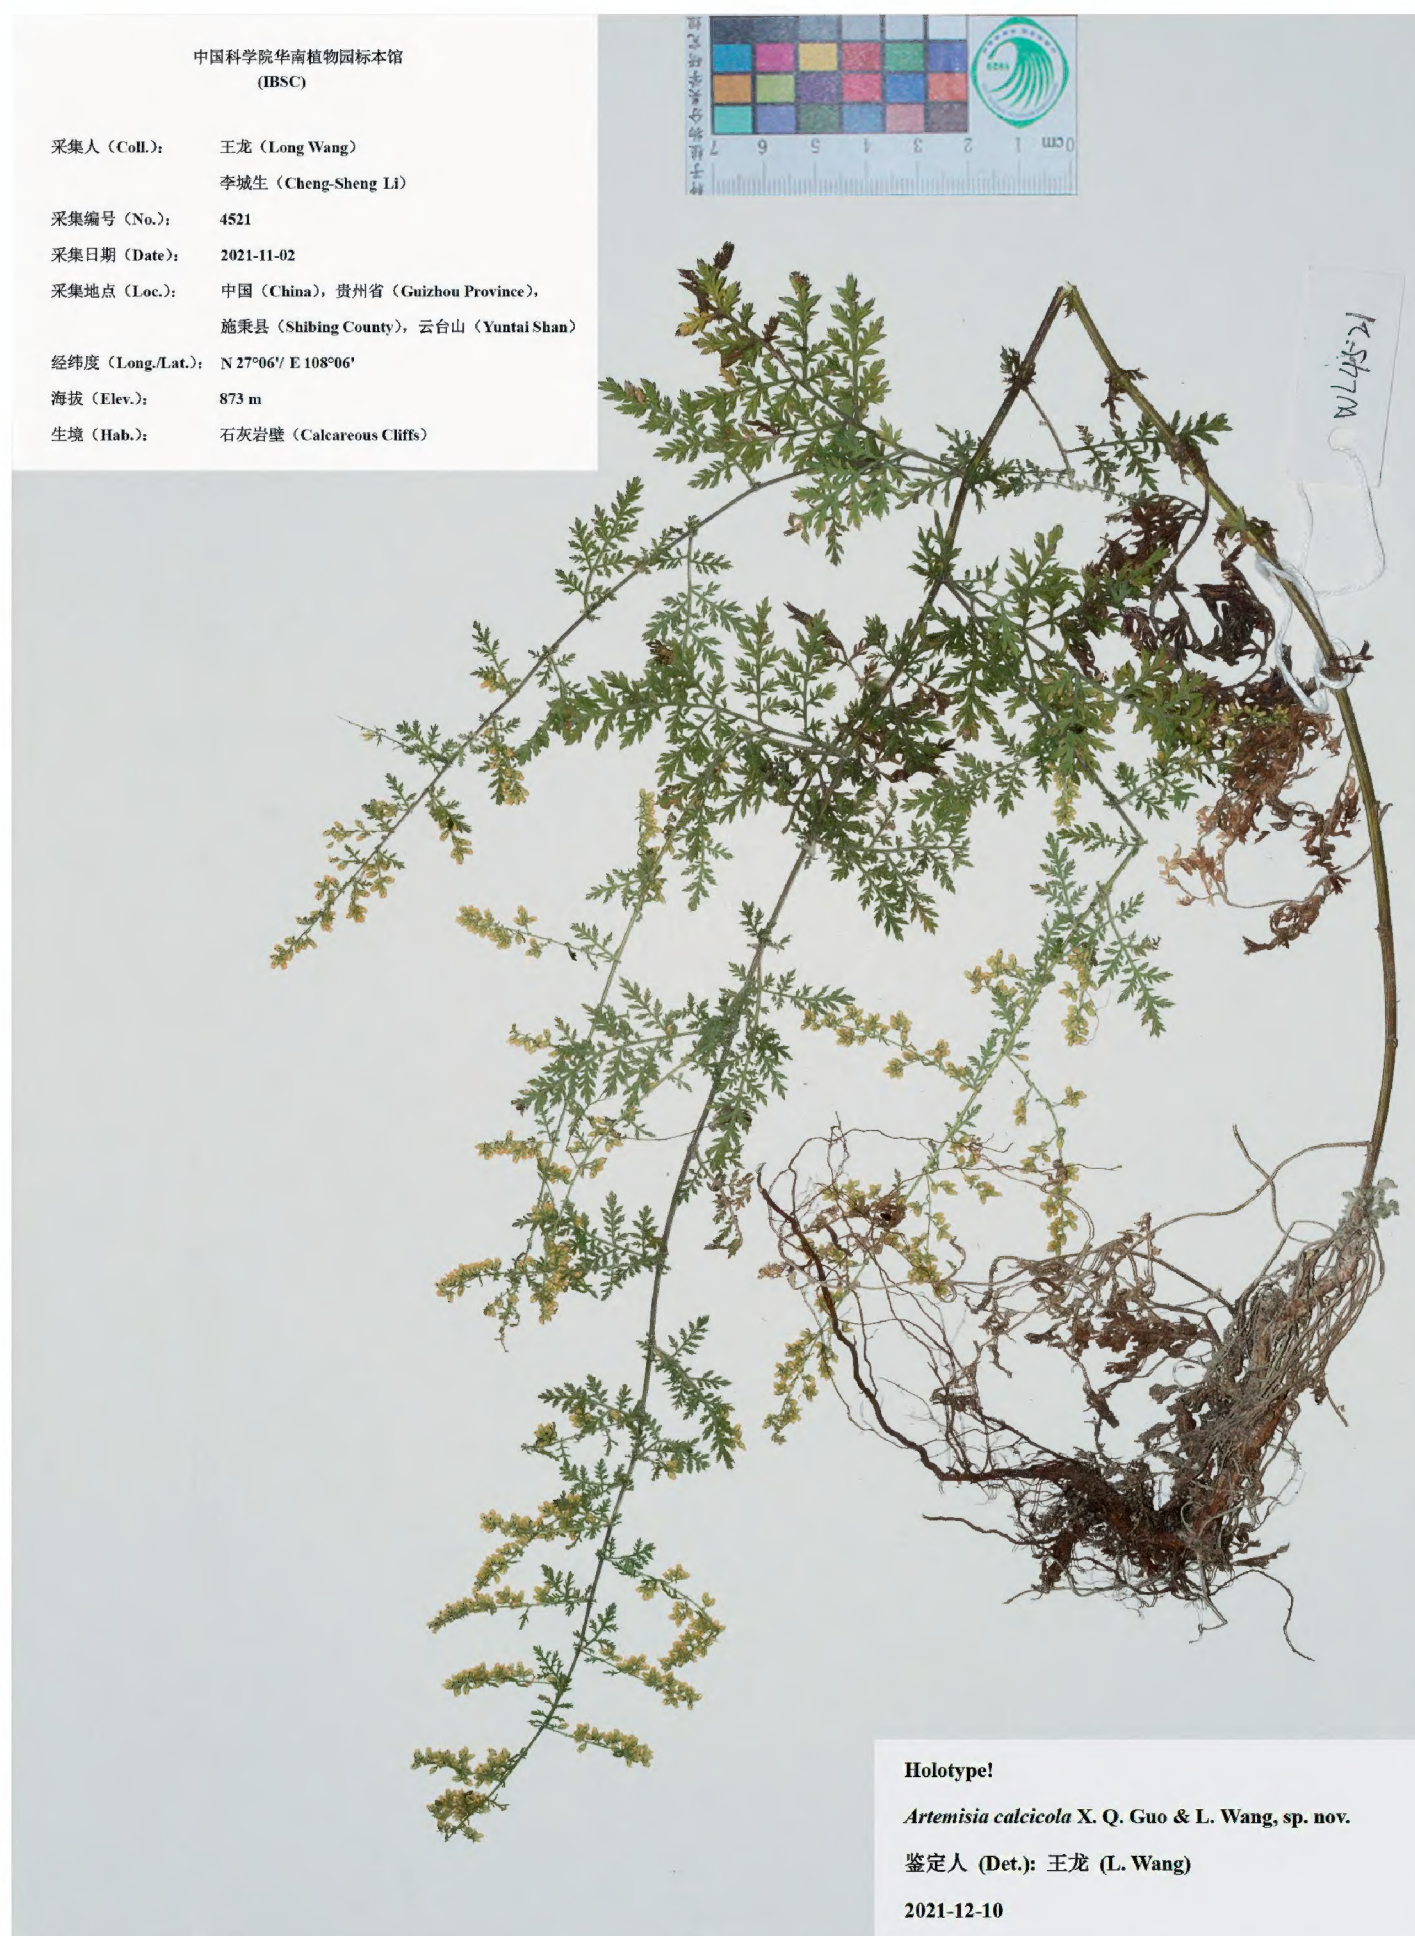 中国科学院华南植物园标本馆
(IBSC)
采集人（Coll.）： 王龙（Long Wang）
李城生（Cheng-Sheng Li）
采集编号（No.）： 4521
采集日期（Date）： 2021-11-02
采集地点（Loc.）： 中国（China），贵州省（Guizhou Province），
施秉县（Shibing County），云台山（Yuntai Shan）
经纬度（Long./Lat.）： N 27°06'/ E 108°06'
海拔（Elev.）： 873 m
生境（Hab.）： 石灰岩壁（Calcareous Cliffs）
7 6 5 4 3 2 1 0cm
1929
Holotype!
Artemisia calcicola X. Q. Guo & L. Wang, sp. nov.
鉴定人 (Det.): 王龙 (L. Wang)
2021-12-10